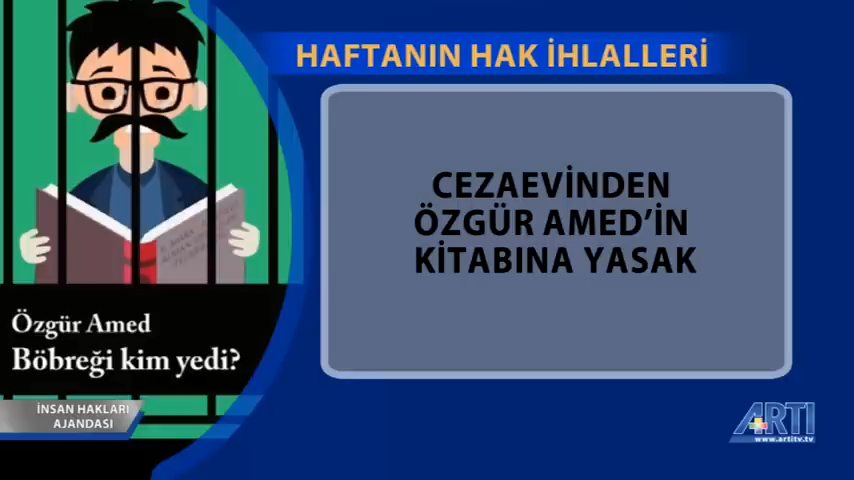 HAFTANIN HAK İHLALLERİ
CEZAEVİNDEN
ÖZGÜR AMED’İN
KİTABINA YASAK
Özgür Amed
Böbreği kim yedi?
İNSAN HAKLARI
AJANDASI
ARTI
www.artitv.tv